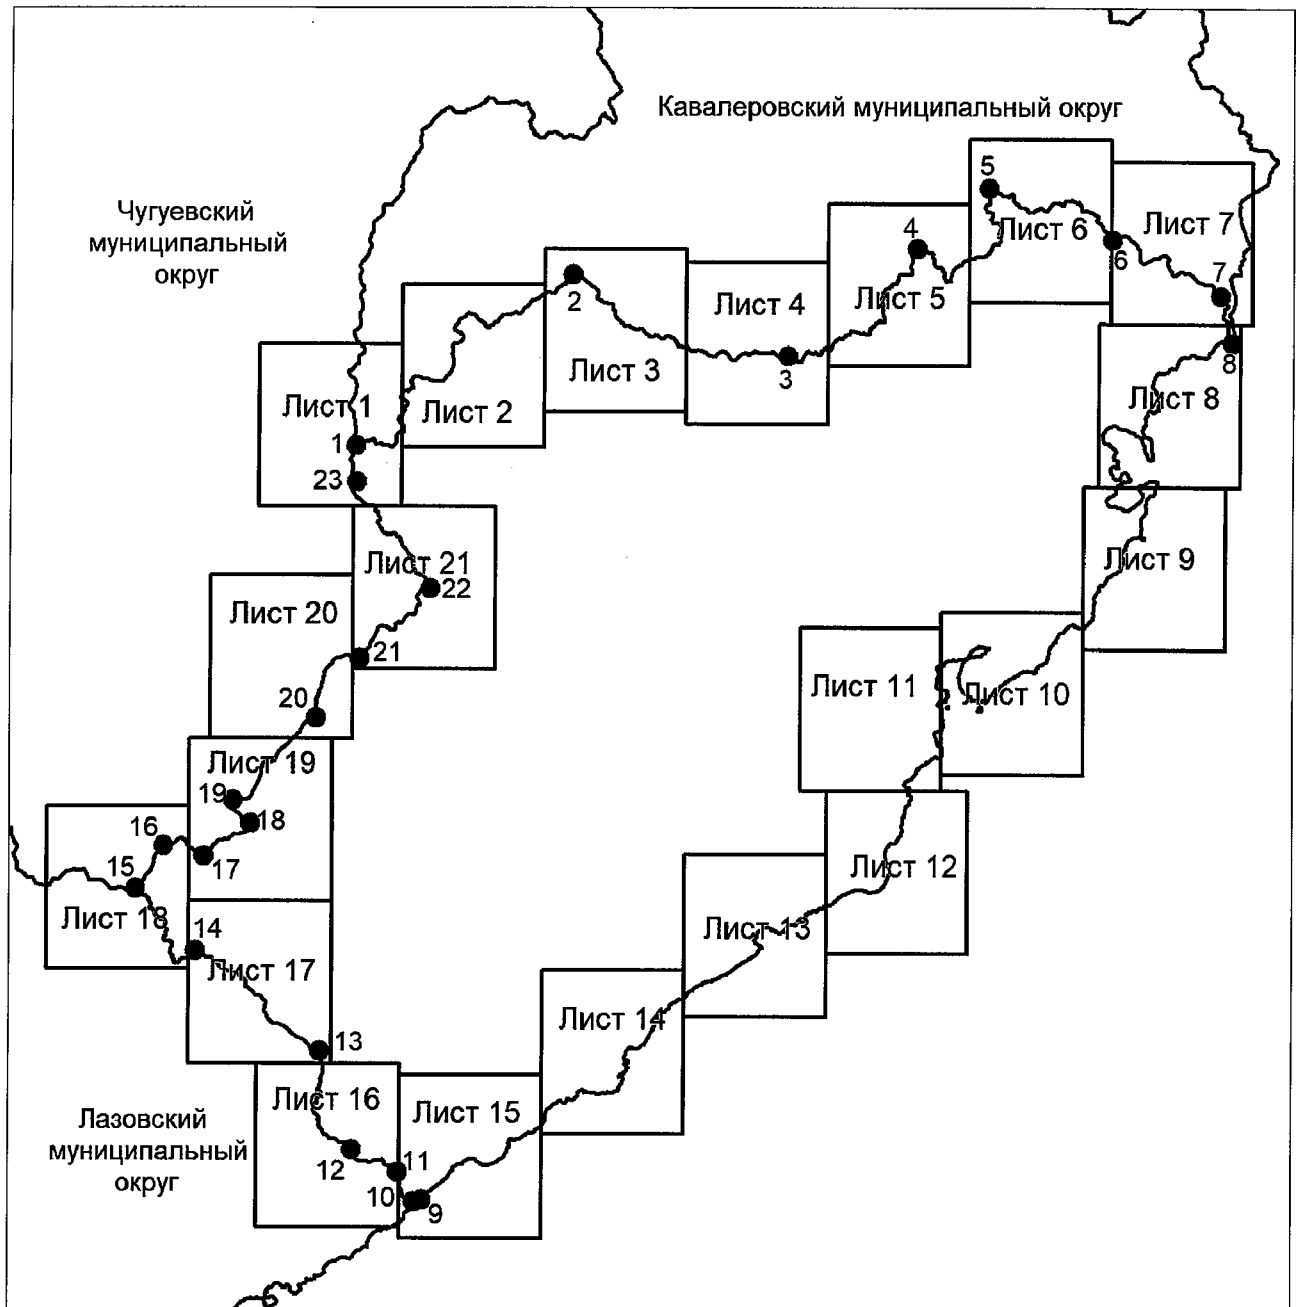 Кавалеровский муниципальный округ
Чугуевский
муниципальный
округ
5
Лист 6
Лист 7
4
6
7
2
Лист 4
Лист 5
3
8
Лист 3
Лист 1
Лист 2
Лист 8
1
23
Лист 21
22
Лист 9
Лист 20
21
20
Лист 11
Лист 10
Лист 19
19
18
16
17
15
Лист 12
Лист 18
14
Лист 13
Лист 17
Лист 14
13
Лист 16
Лист 15
Лазовский
муниципальный
округ
12
11
10
9